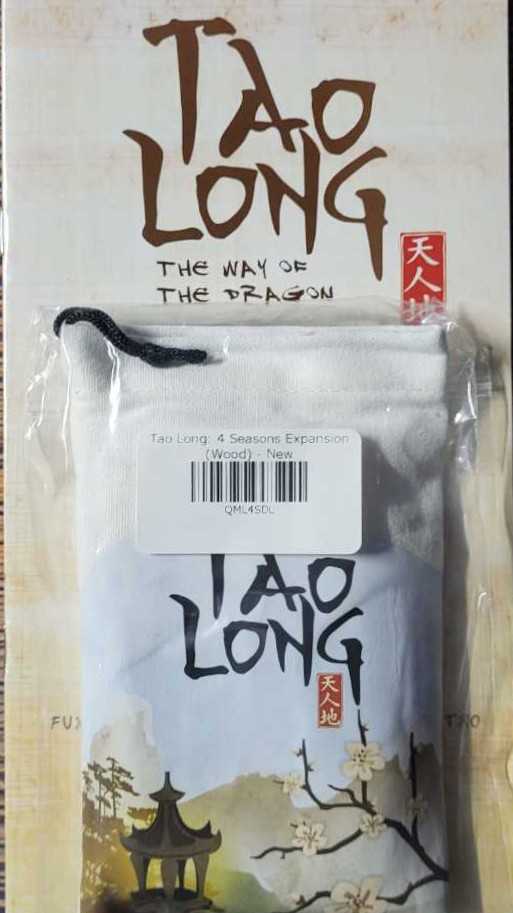 TAO
LONG
THE WAY OF
THE DRAGON
天人地
Tao Long: 4 Seasons Expansion
(Wood) - New
QML4SDL
TAO
LONG
天人地